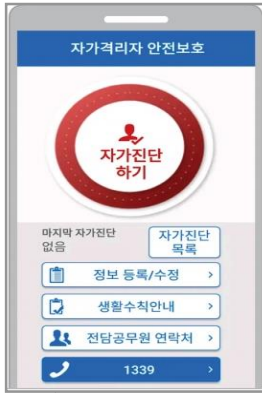 자가격리자 안전보호
자가진단
하기
마지막 자가진단
없음
자가진단
목록
정보 등록/수정
생활수칙안내
전담공무원 연락처
1339